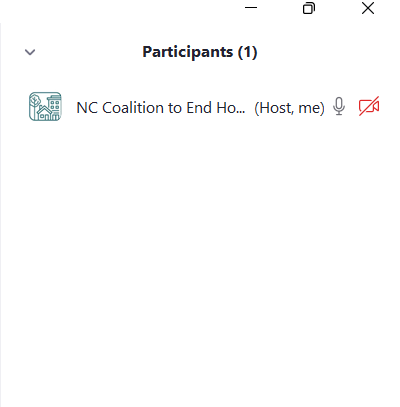 Participants (1)
NC Coalition to End Ho... (Host, me)